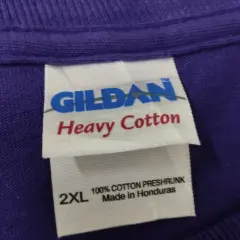 GILDAN
Heavy Cotton
2XL 100% COTTON PRESHRUNK
Made in Honduras